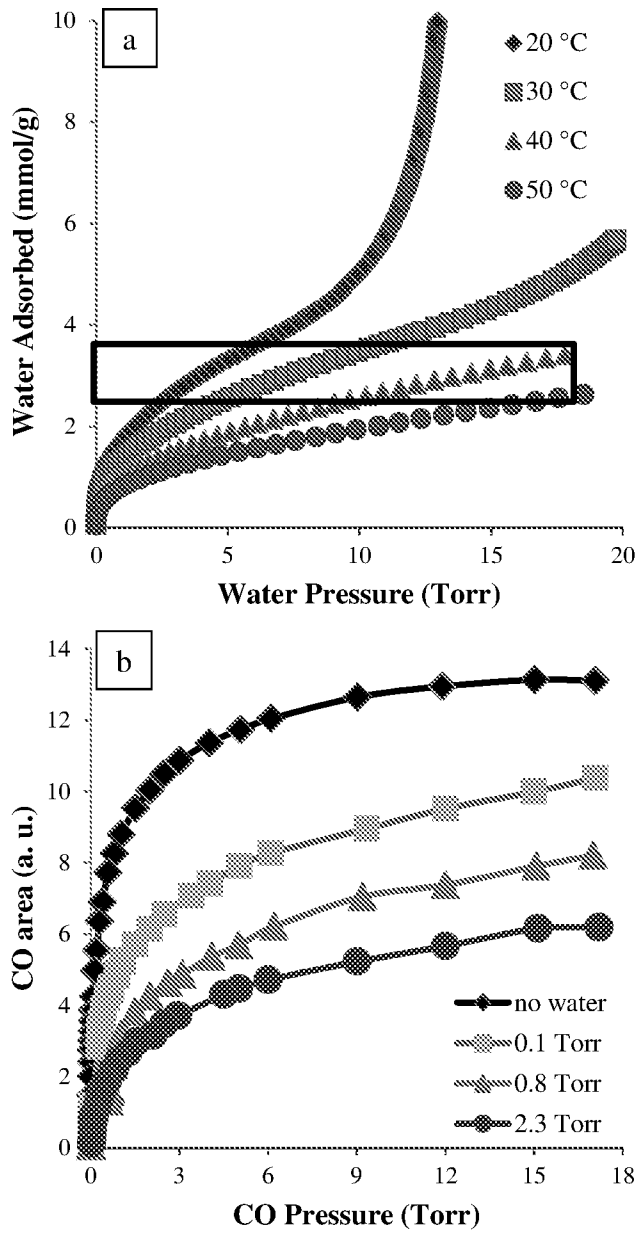 a
10
8
6
4
2
0
Water Adsorbed (mmol/g)
20 °C
30 °C
40 °C
50 °C
0 5 10 15 20
Water Pressure (Torr)
b
14
12
10
8
6
4
2
0
CO area (a. u.)
no water
0.1 Torr
0.8 Torr
2.3 Torr
0 3 6 9 12 15 18
CO Pressure (Torr)